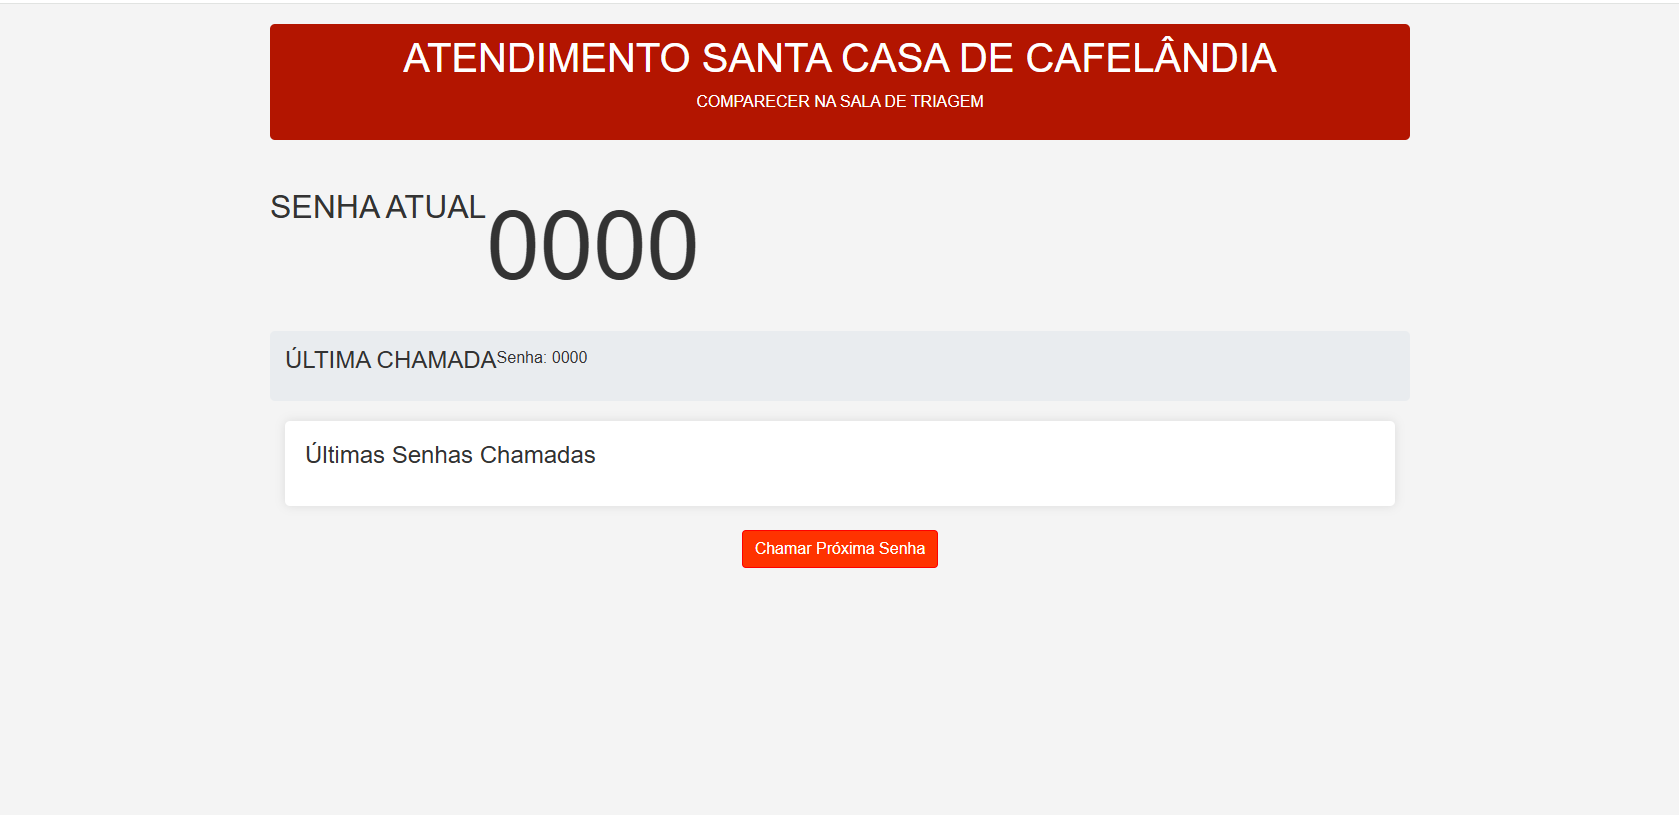 ATENDIMENTO SANTA CASA DE CAFELÂNDIA
COMPARECER NA SALA DE TRIAGEM
SENHA ATUAL 0000
ÚLTIMA CHAMADA Senha: 0000
Últimas Senhas Chamadas
Chamar Próxima Senha